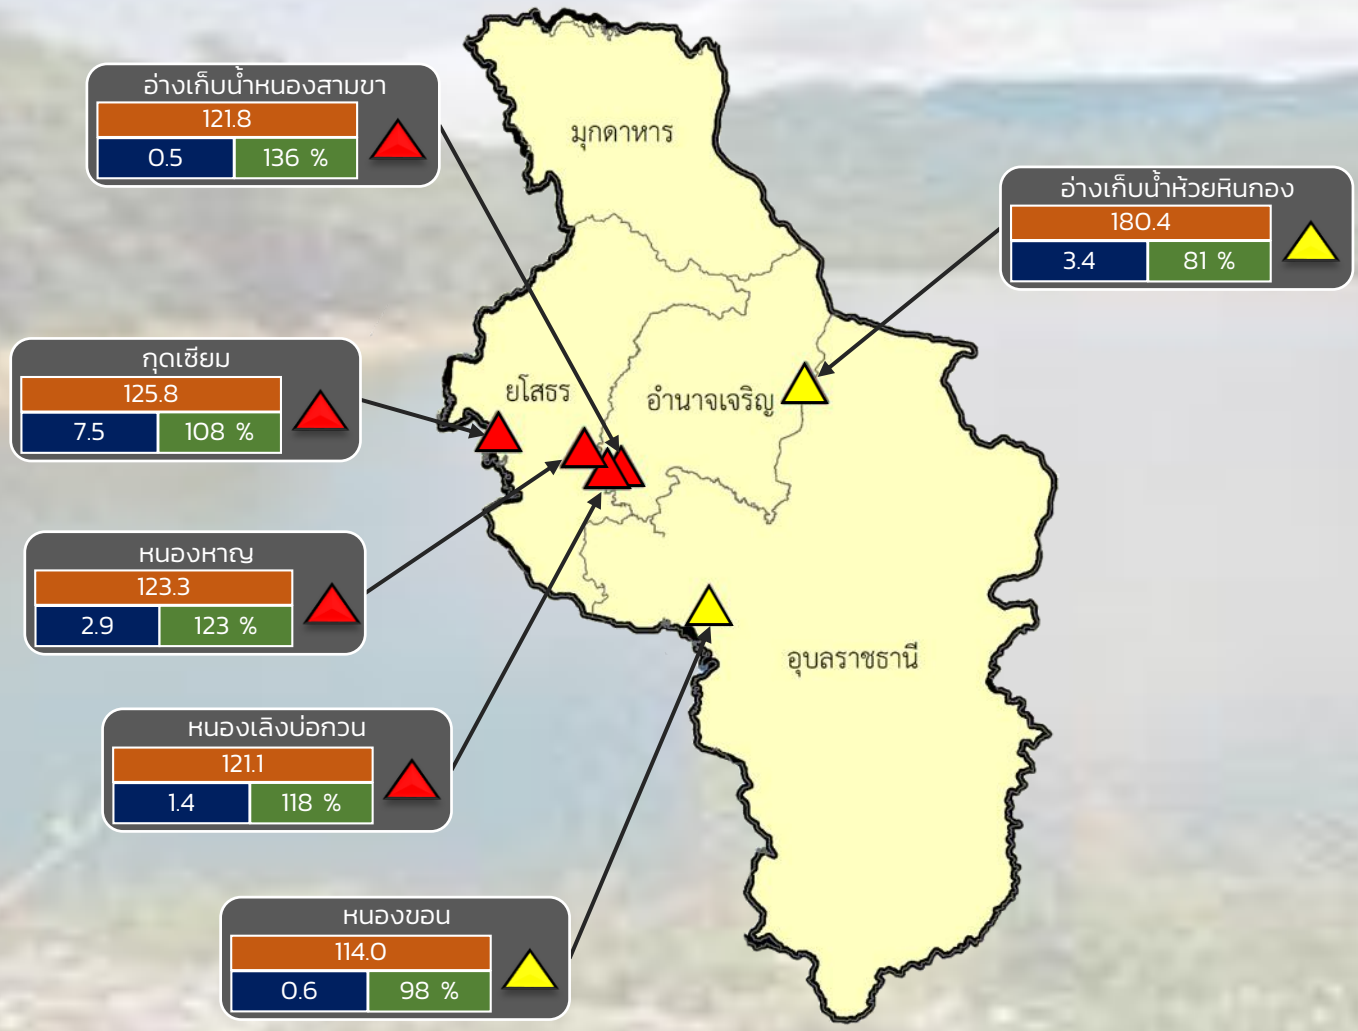 อ่างเก็บน้ำหนองสามขา
121.8
0.5 136 %
มุกดาหาร
อ่างเก็บน้ำห้วยหินกอง
180.4
3.4 81 %
กุดเซียม
125.8
7.5 108 %
ยโสธร
อำนาจเจริญ
หนองหาญ
123.3
2.9 123 %
อุบลราชธานี
หนองเลิงบ่อกวน
121.1
1.4 118 %
หนองขอน
114.0
0.6 98 %